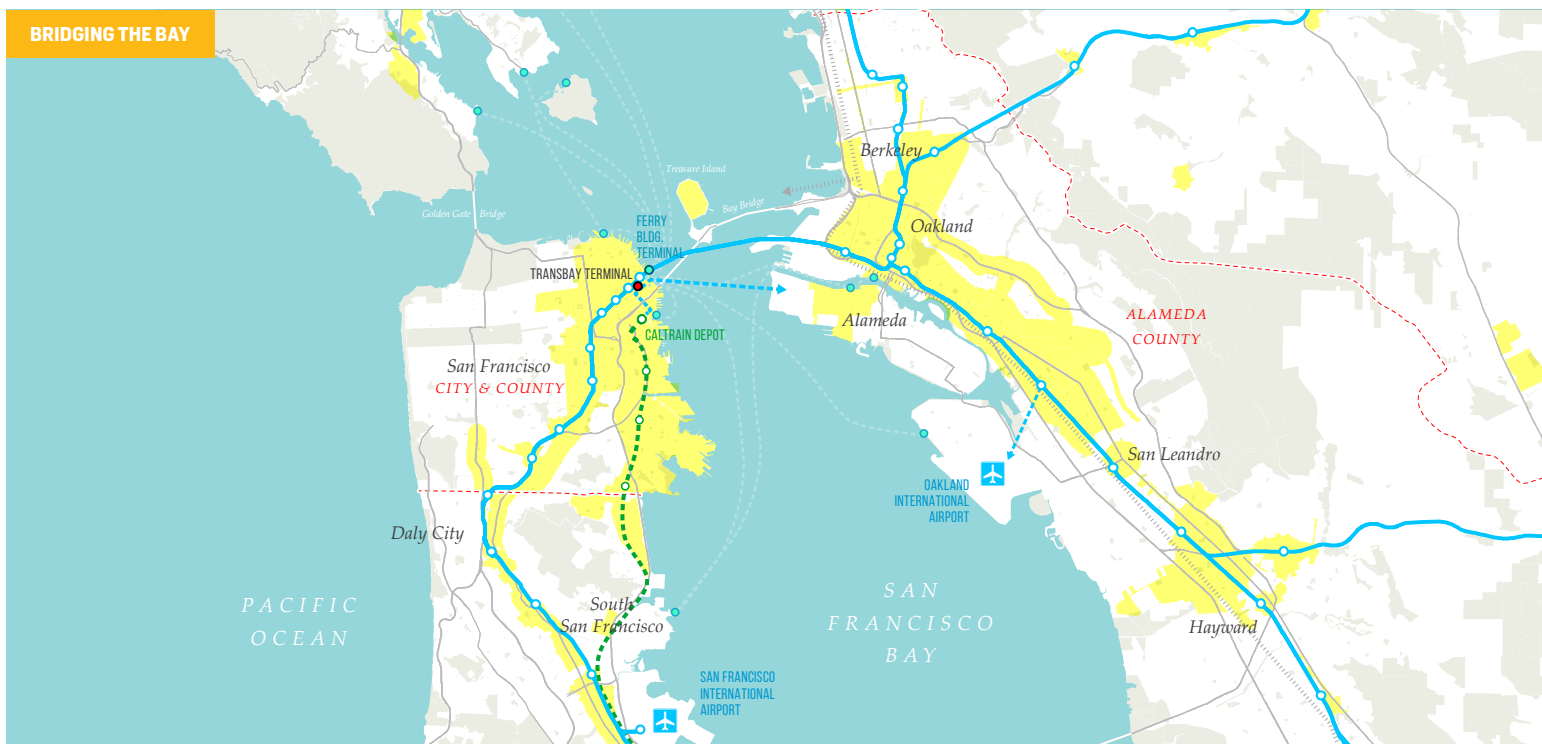 BRIDGING THE BAY
Berkeley
Treasure Island
Golden Gate Bridge
Bay Bridge
FERRY
BLDG.
TERMINAL
Oakland
TRANSBAY TERMINAL
Alameda
ALAMEDA
COUNTY
CALTRAIN DEPOT
San Francisco
CITY & COUNTY
San Leandro
OAKLAND
INTERNATIONAL
AIRPORT
Daly City
PACIFIC
OCEAN
South
San Francisco
SAN
FRANCISCO
BAY
Hayward
SAN FRANCISCO
INTERNATIONAL
AIRPORT